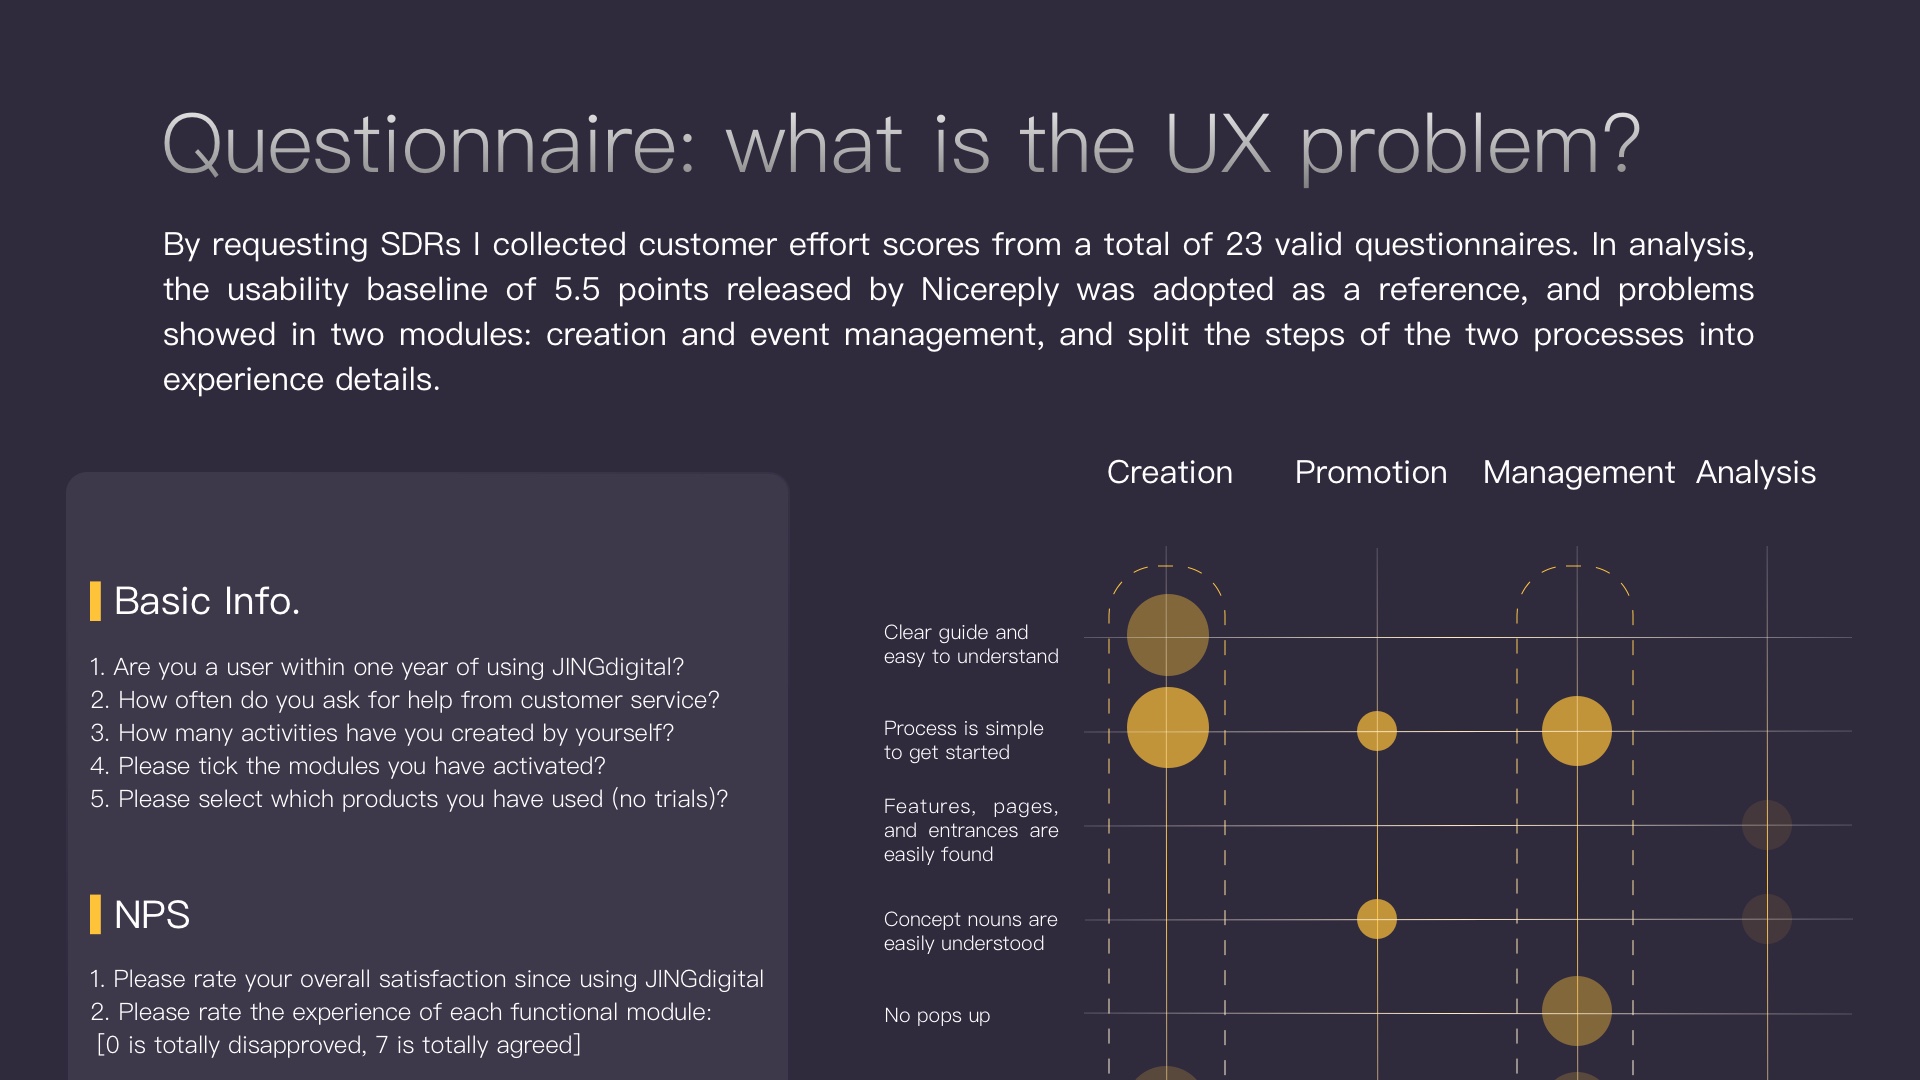 Questionnaire: what is the UX problem?
By requesting SDRs I collected customer effort scores from a total of 23 valid questionnaires. In analysis,
the usability baseline of 5.5 points released by Nicereply was adopted as a reference, and problems
showed in two modules: creation and event management, and split the steps of the two processes into
experience details.
Basic Info.
1. Are you a user within one year of using JINGdigital?
2. How often do you ask for help from customer service?
3. How many activities have you created by yourself?
4. Please tick the modules you have activated?
5. Please select which products you have used (no trials)?
NPS
1. Please rate your overall satisfaction since using JINGdigital
2. Please rate the experience of each functional module:
[0 is totally disapproved, 7 is totally agreed]
Creation Promotion Management Analysis
Clear guide and
easy to understand
Process is simple
to get started
Features, pages,
and entrances are
easily found
Concept nouns are
easily understood
No pops up